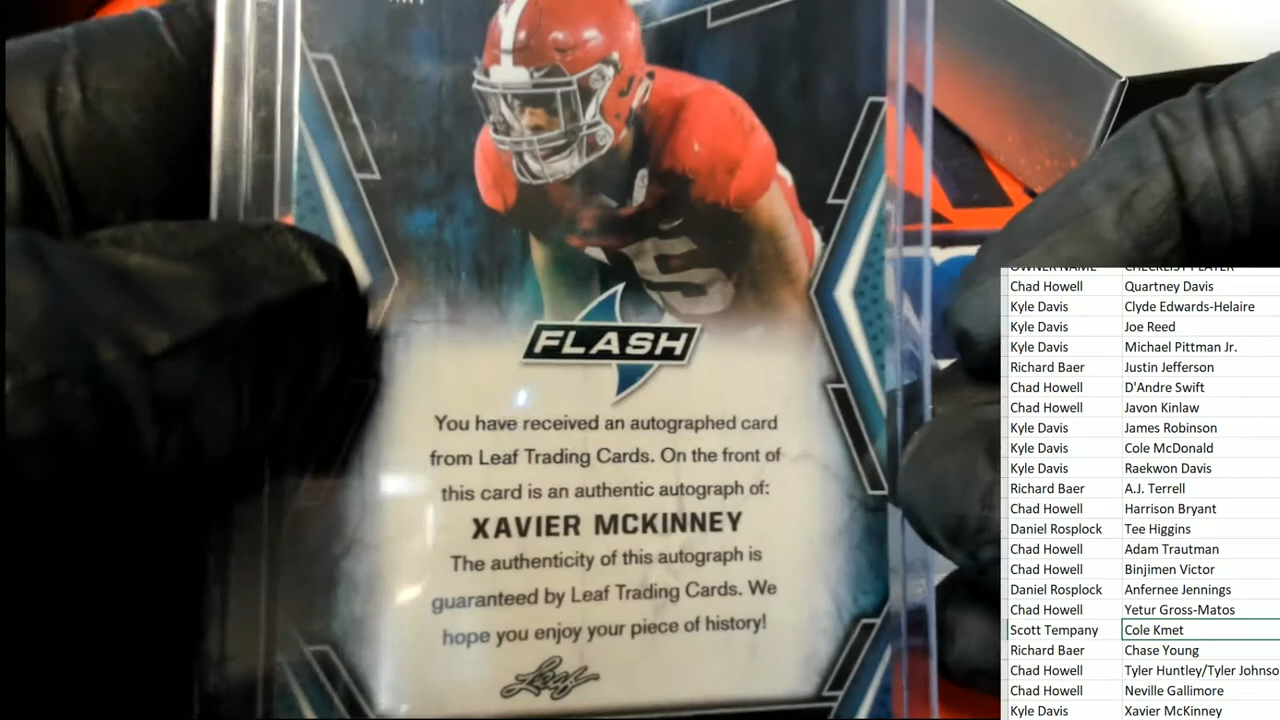 FLASH
You have received an autographed card
from Leaf Trading Cards. On the front of
this card is an authentic autograph of:
XAVIER MCKINNEY
The authenticity of this autograph is
guaranteed by Leaf Trading Cards. We
hope you enjoy your piece of history!
Leaf
OWNER NAME CHECKLIST PLAYER
Chad Howell Quartney Davis
Kyle Davis Clyde Edwards-Helaire
Kyle Davis Joe Reed
Kyle Davis Michael Pittman Jr.
Richard Baer Justin Jefferson
Chad Howell D'Andre Swift
Chad Howell Javon Kinlaw
Kyle Davis James Robinson
Kyle Davis Cole McDonald
Kyle Davis Raekwon Davis
Richard Baer A.J. Terrell
Chad Howell Harrison Bryant
Daniel Rosplock Tee Higgins
Chad Howell Adam Trautman
Chad Howell Binjimen Victor
Daniel Rosplock Anfernee Jennings
Chad Howell Yetur Gross-Matos
Scott Tempany Cole Kmet
Richard Baer Chase Young
Chad Howell Tyler Huntley/Tyler Johnso
Chad Howell Neville Gallimore
Kyle Davis Xavier McKinney